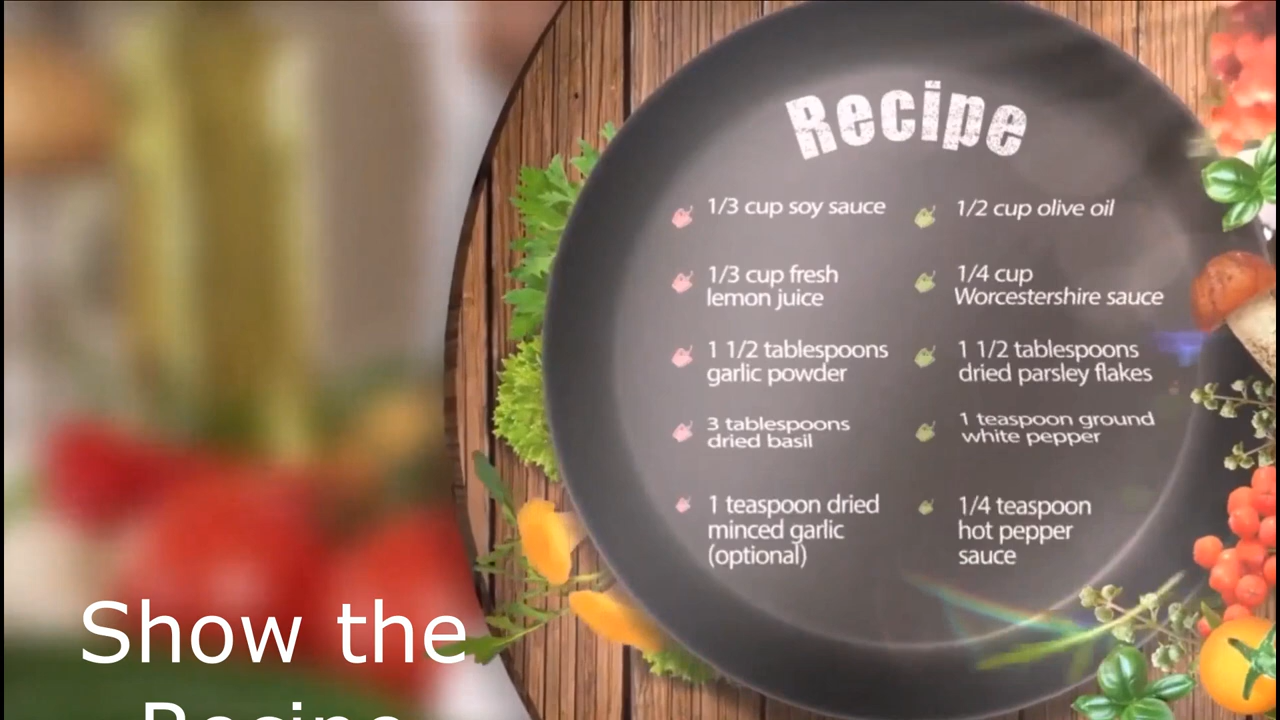 Recipe
1/3 cup soy sauce
1/3 cup fresh
lemon juice
1 1/2 tablespoons
garlic powder
3 tablespoons
dried basil
1 teaspoon dried
minced garlic
(optional)
1/2 cup olive oil
1/4 cup
Worcestershire sauce
1 1/2 tablespoons
dried parsley flakes
1 teaspoon ground
white pepper
1/4 teaspoon
hot pepper
sauce
Show the
Recipe